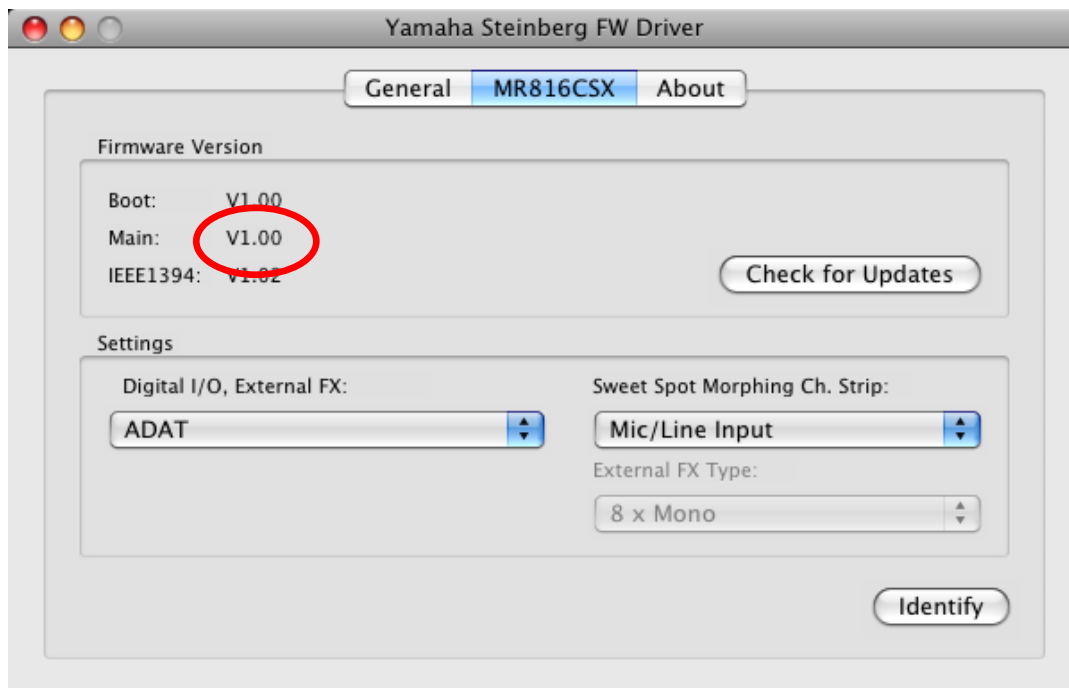 Yamaha Steinberg FW Driver
General MR816CSX About
Firmware Version
Boot: V1.00
Main: V1.00
IEEE1394: V1.02
Check for Updates
Settings
Digital I/O, External FX: Sweet Spot Morphing Ch. Strip:
ADAT Mic/Line Input
External FX Type:
8 x Mono
Identify